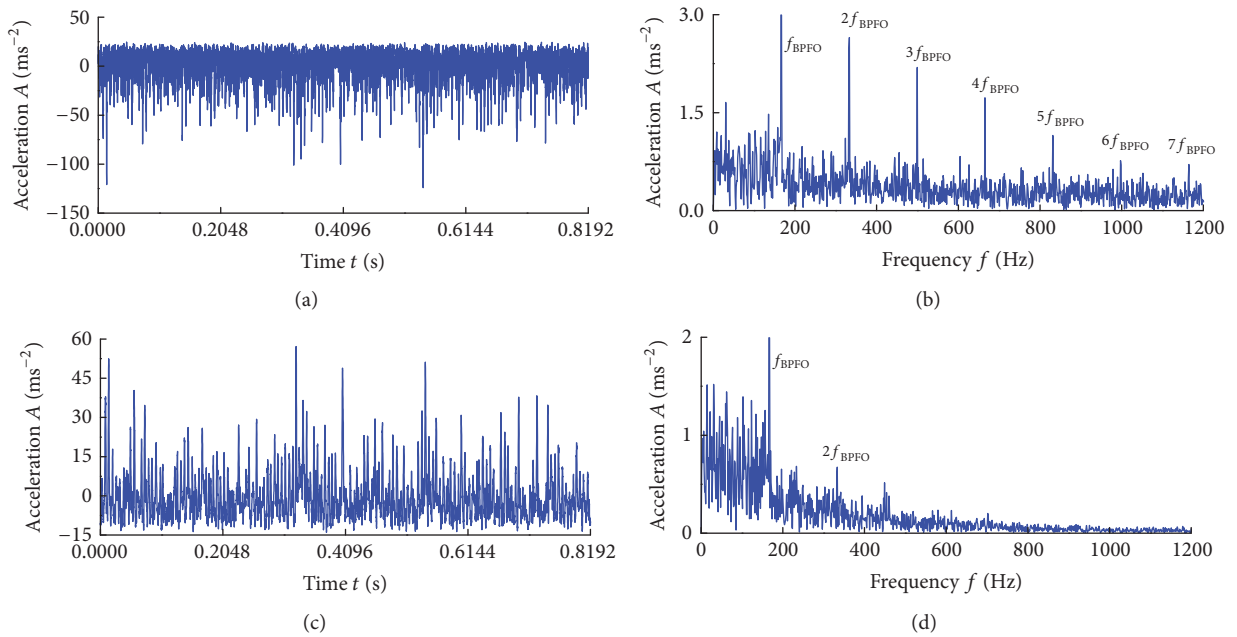 50
0
−50
−100
−150
Acceleration A (ms⁻²)
0.0000 0.2048 0.4096 0.6144 0.8192
Time t (s)
(a)
3.0
1.5
0.0
Acceleration A (ms⁻²)
f_BPFO
2f_BPFO
3f_BPFO
4f_BPFO
5f_BPFO
6f_BPFO
7f_BPFO
0 200 400 600 800 1000 1200
Frequency f (Hz)
(b)
60
45
30
15
0
−15
Acceleration A (ms⁻²)
0.0000 0.2048 0.4096 0.6144 0.8192
Time t (s)
(c)
2
1
0
Acceleration A (ms⁻²)
f_BPFO
2f_BPFO
0 200 400 600 800 1000 1200
Frequency f (Hz)
(d)